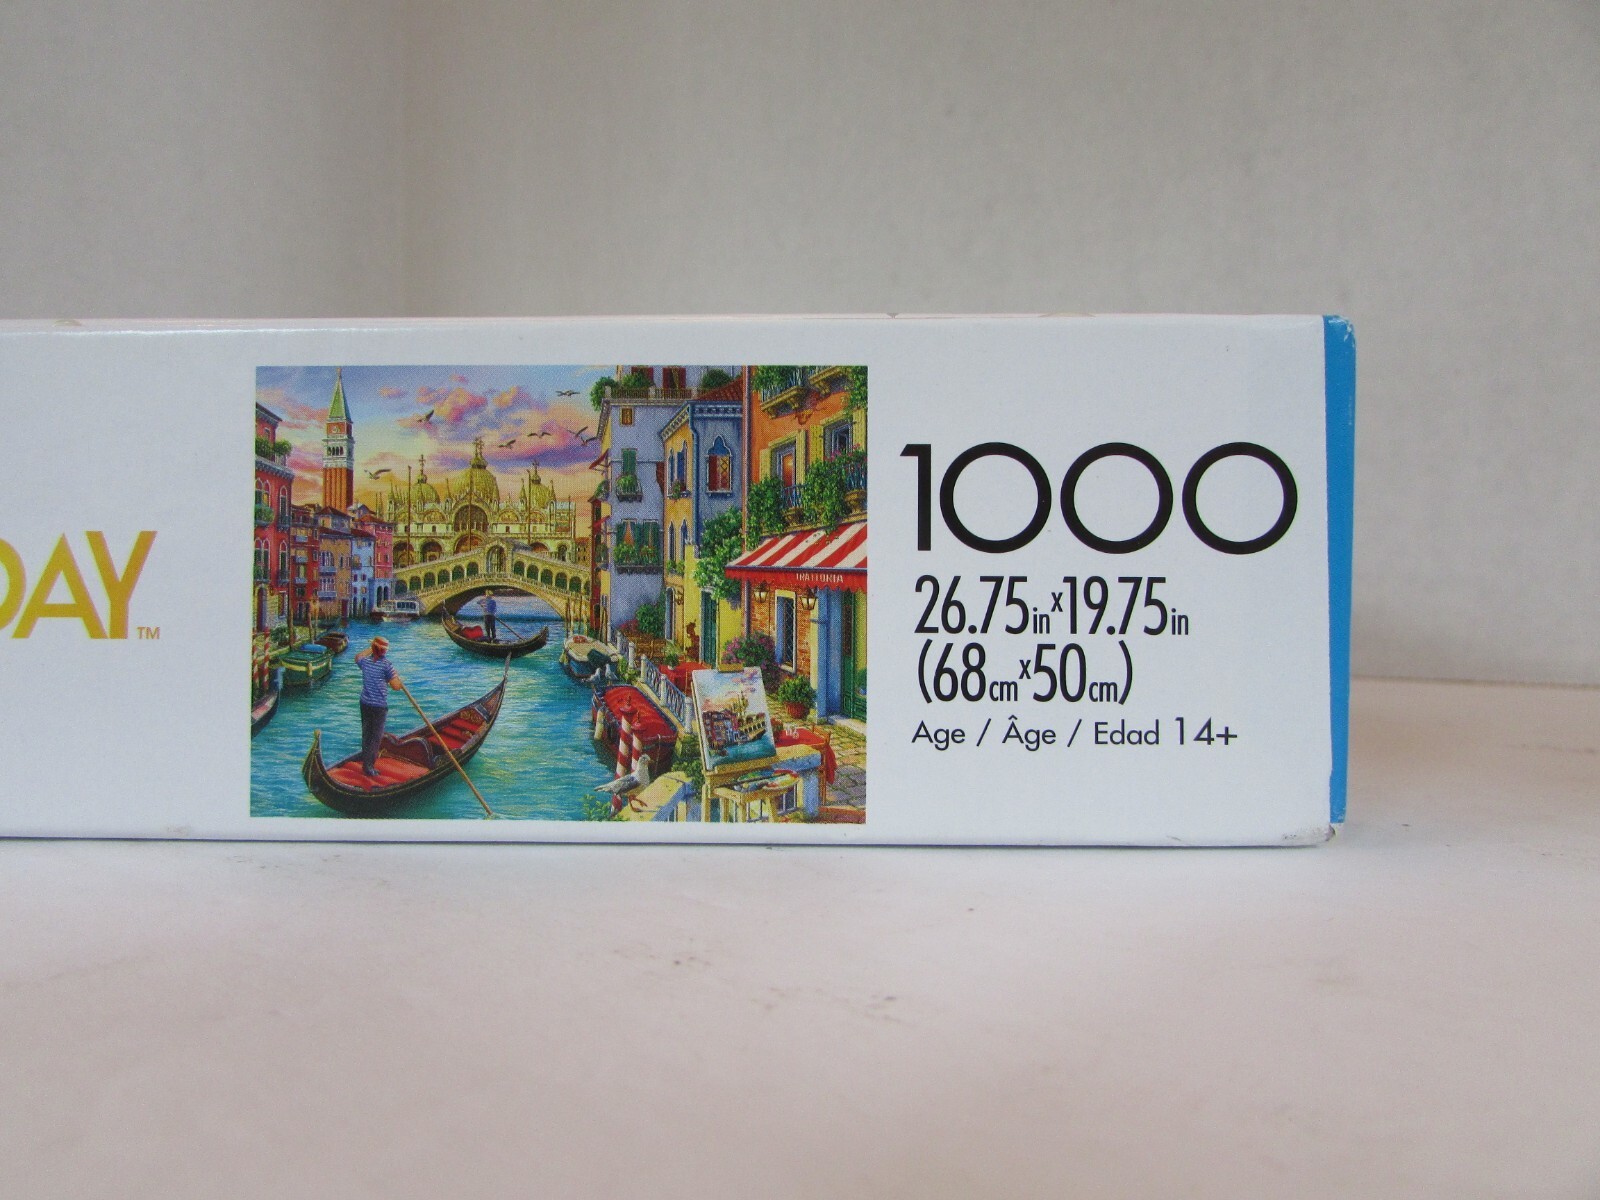 DAY™
TRATTORIA
1000
26.75in x 19.75in
(68cm x 50cm)
Age / Âge / Edad 14+